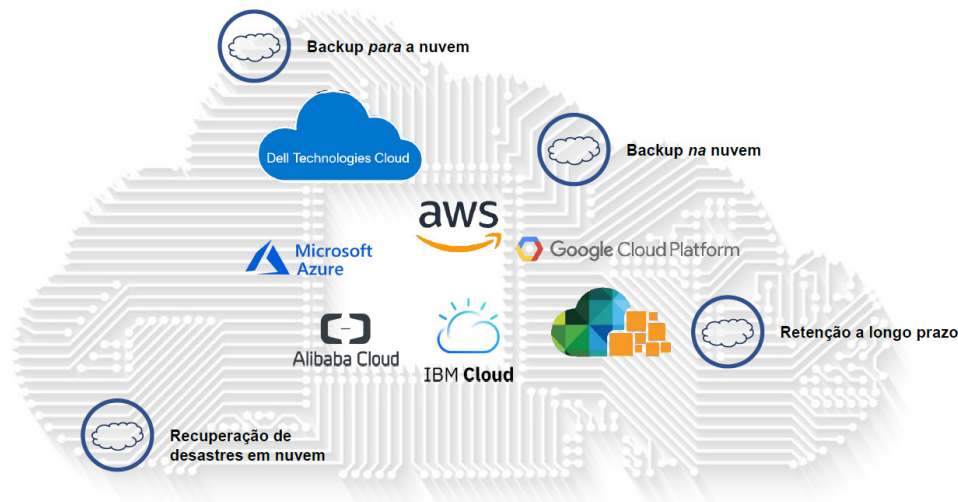 Backup para a nuvem
Dell Technologies Cloud
Backup na nuvem
aws
Microsoft
Azure
Google Cloud Platform
Alibaba Cloud
IBM Cloud
Retenção a longo prazo
Recuperação de
desastres em nuvem